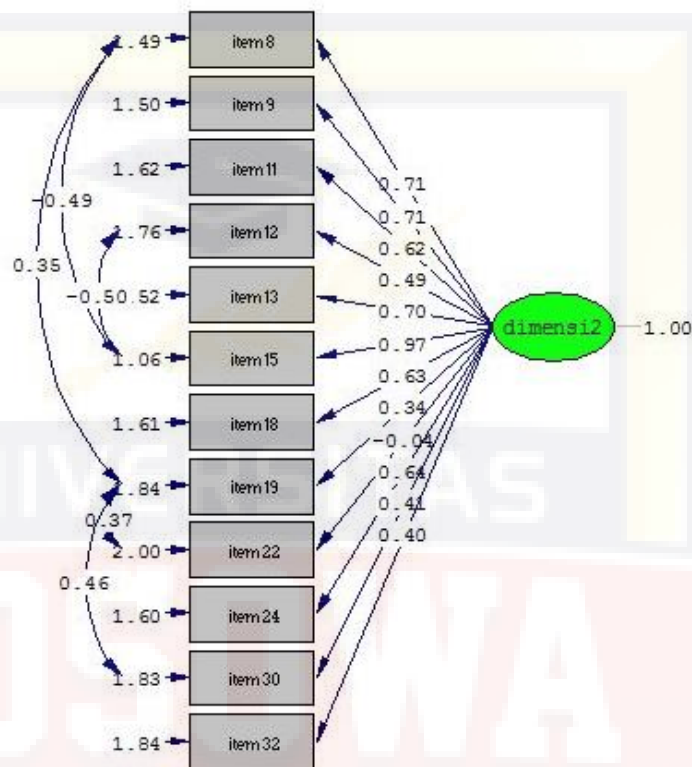 1.49 item 8
1.50 item 9
1.62 item 11
0.71
-0.49
0.71
1.76 item 12
0.62
0.35
0.49
-0.50.52 item 13
0.70
dimensi2 1.00
0.97
1.06 item 15
0.63
0.34
1.61 item 18
-0.04
UNIVERSITAS
0.64
1.84 item 19
0.41
0.37
0.40
2.00 item 22
0.46
1.60 item 24
OSOWA
1.83 item 30
1.84 item 32